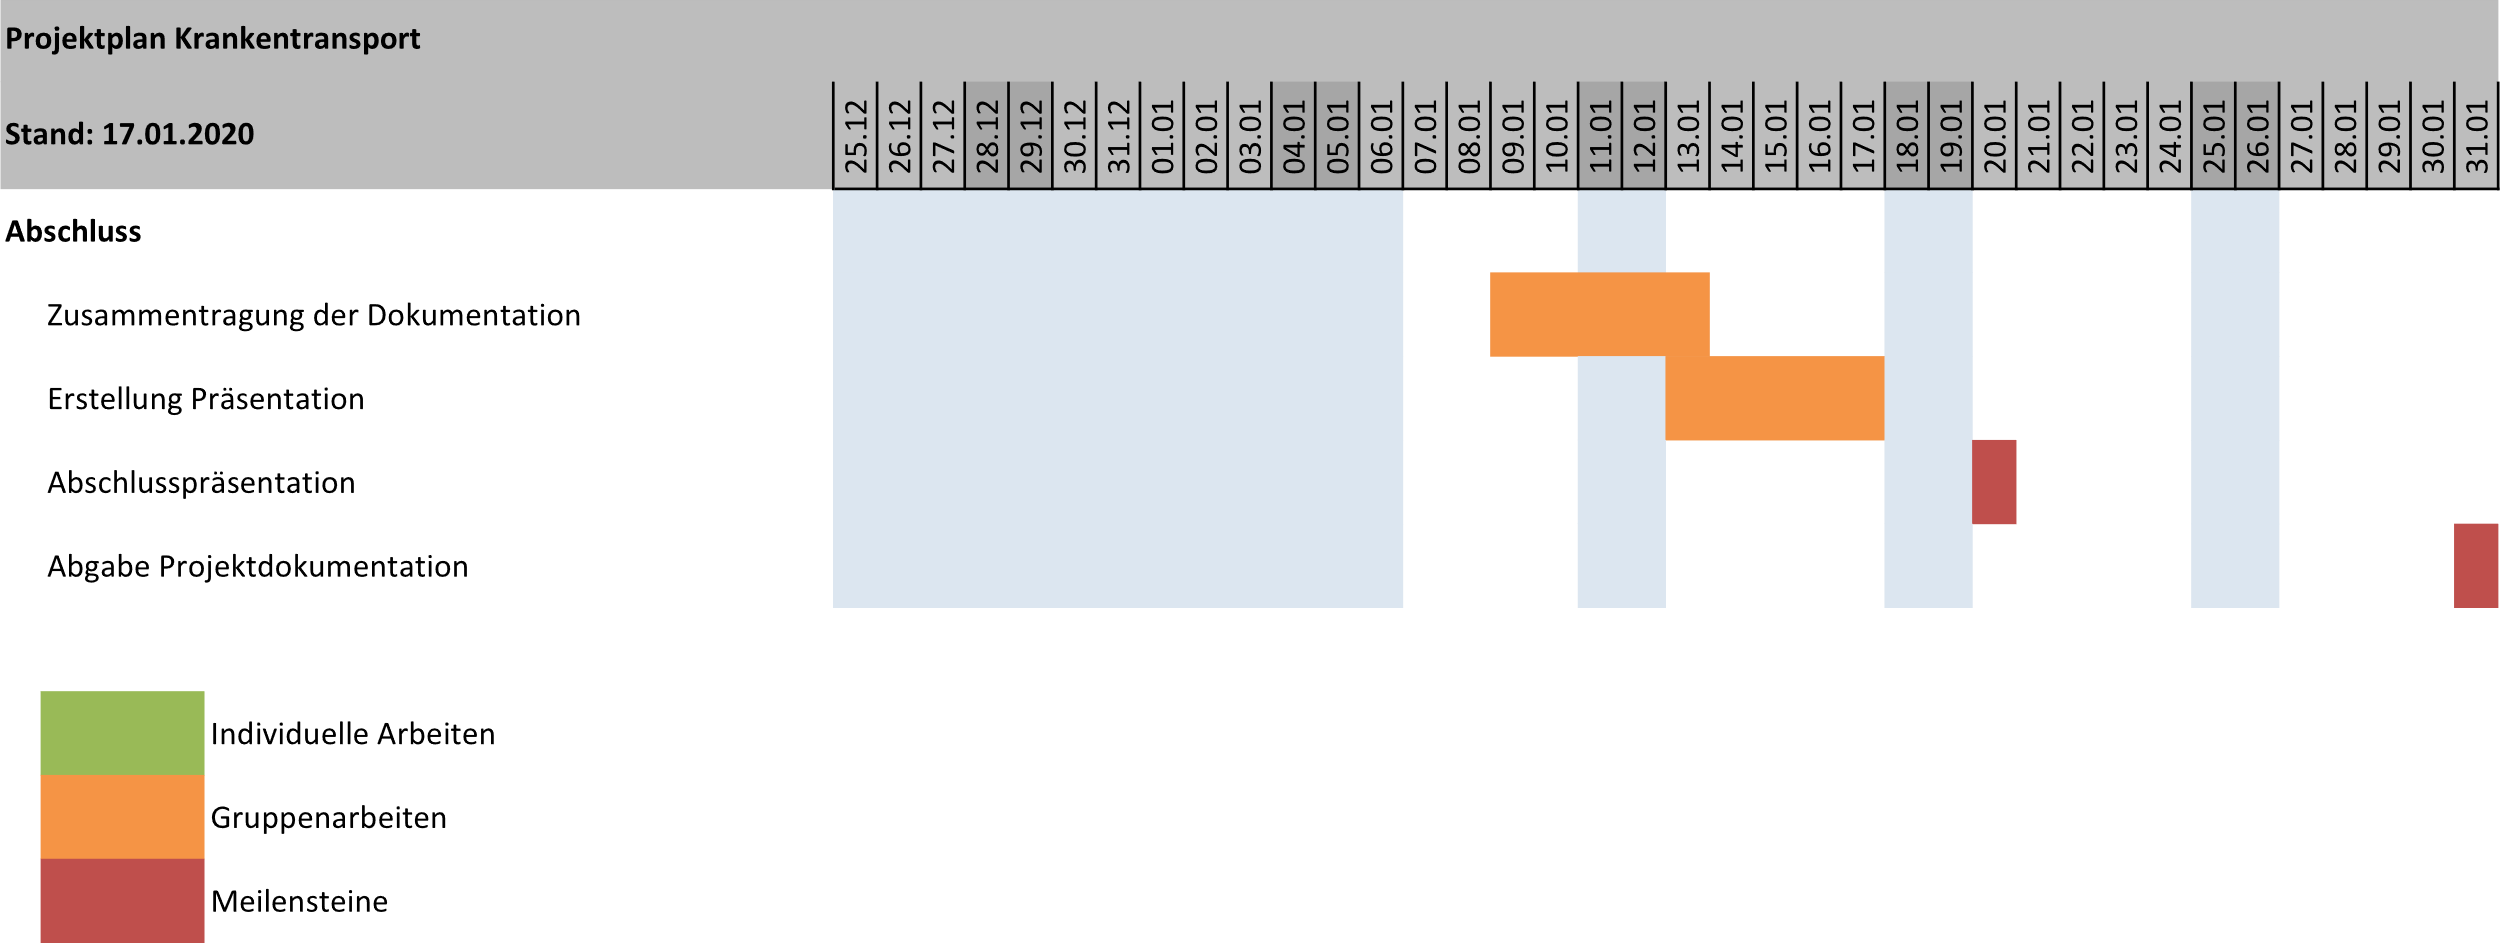 Projektplan Krankentransport
Stand: 17.01.2020
25.12 26.12 27.12 28.12 29.12 30.12 31.12 01.01 02.01 03.01 04.01 05.01 06.01 07.01 08.01 09.01 10.01 11.01 12.01 13.01 14.01 15.01 16.01 17.01 18.01 19.01 20.01 21.01 22.01 23.01 24.01 25.01 26.01 27.01 28.01 29.01 30.01 31.01
Abschluss
Zusammentragung der Dokumentation
Erstellung Präsentation
Abschlusspräsentation
Abgabe Projektdokumentation
Individuelle Arbeiten
Gruppenarbeiten
Meilensteine